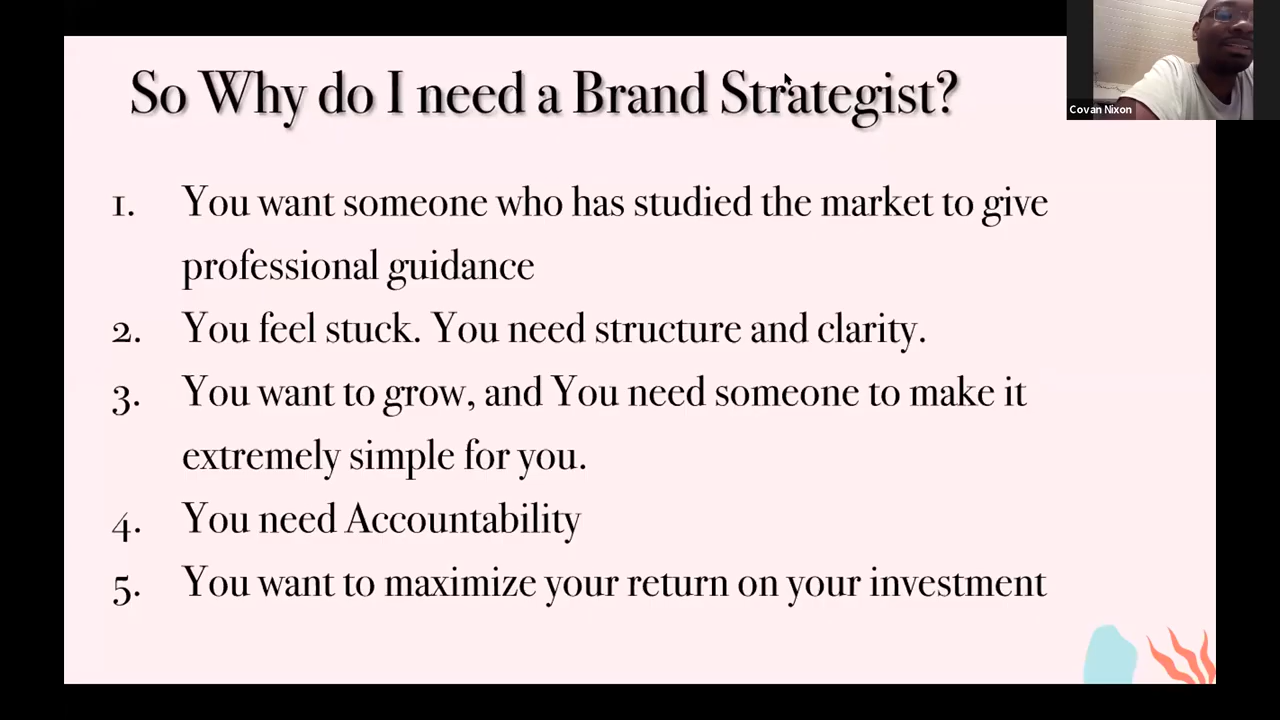 So Why do I need a Brand Strategist?
Covan Nixon
1. You want someone who has studied the market to give
professional guidance
2. You feel stuck. You need structure and clarity.
3. You want to grow, and You need someone to make it
extremely simple for you.
4. You need Accountability
5. You want to maximize your return on your investment